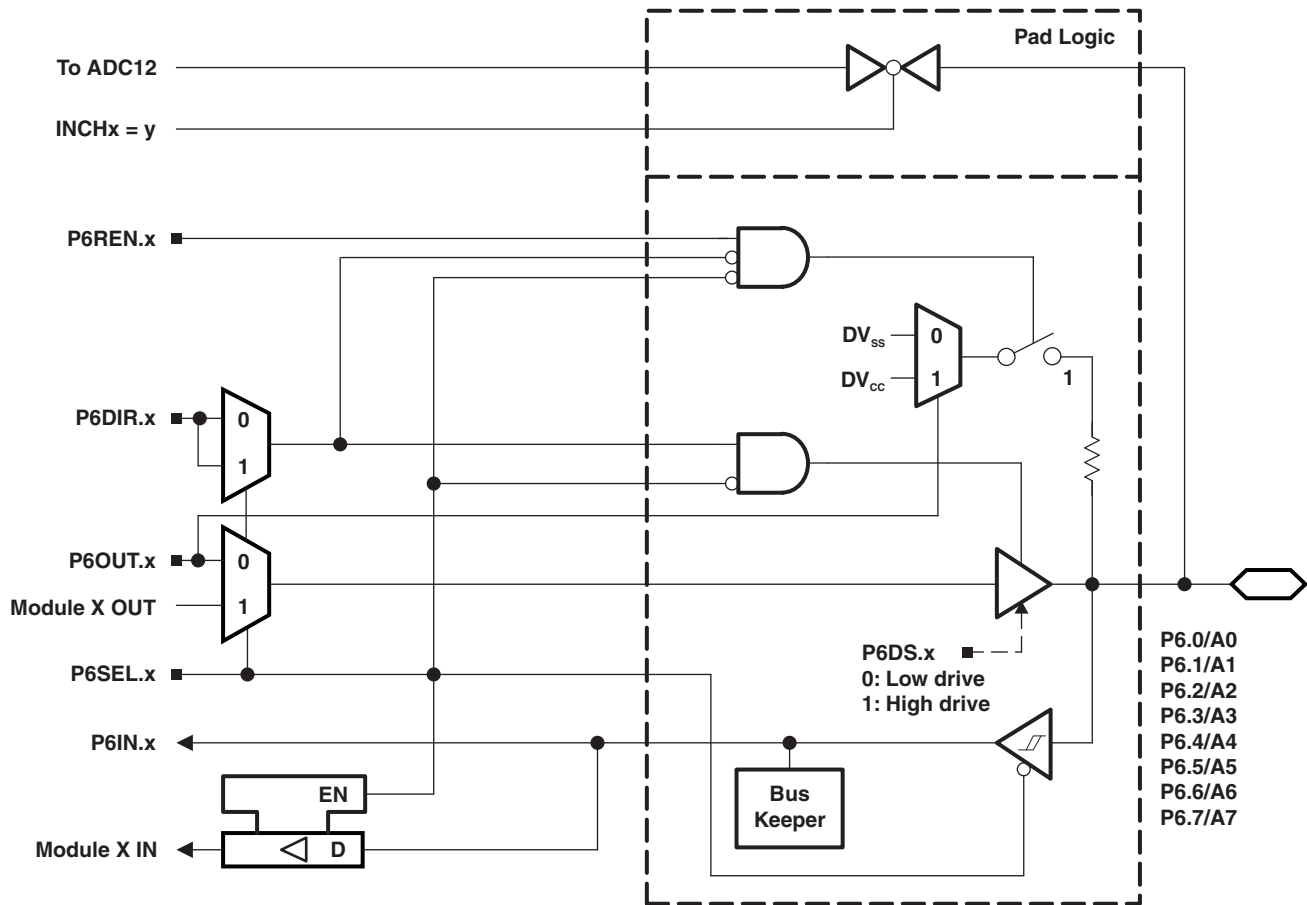 Pad Logic
To ADC12
INCHx = y
P6REN.x
DVss
0
DVcc
1
1
P6DIR.x
0
1
P6OUT.x
0
Module X OUT
1
P6DS.x
0: Low drive
1: High drive
P6SEL.x
P6.0/A0
P6.1/A1
P6.2/A2
P6.3/A3
P6.4/A4
P6.5/A5
P6.6/A6
P6.7/A7
P6IN.x
Bus
Keeper
EN
Module X IN
D